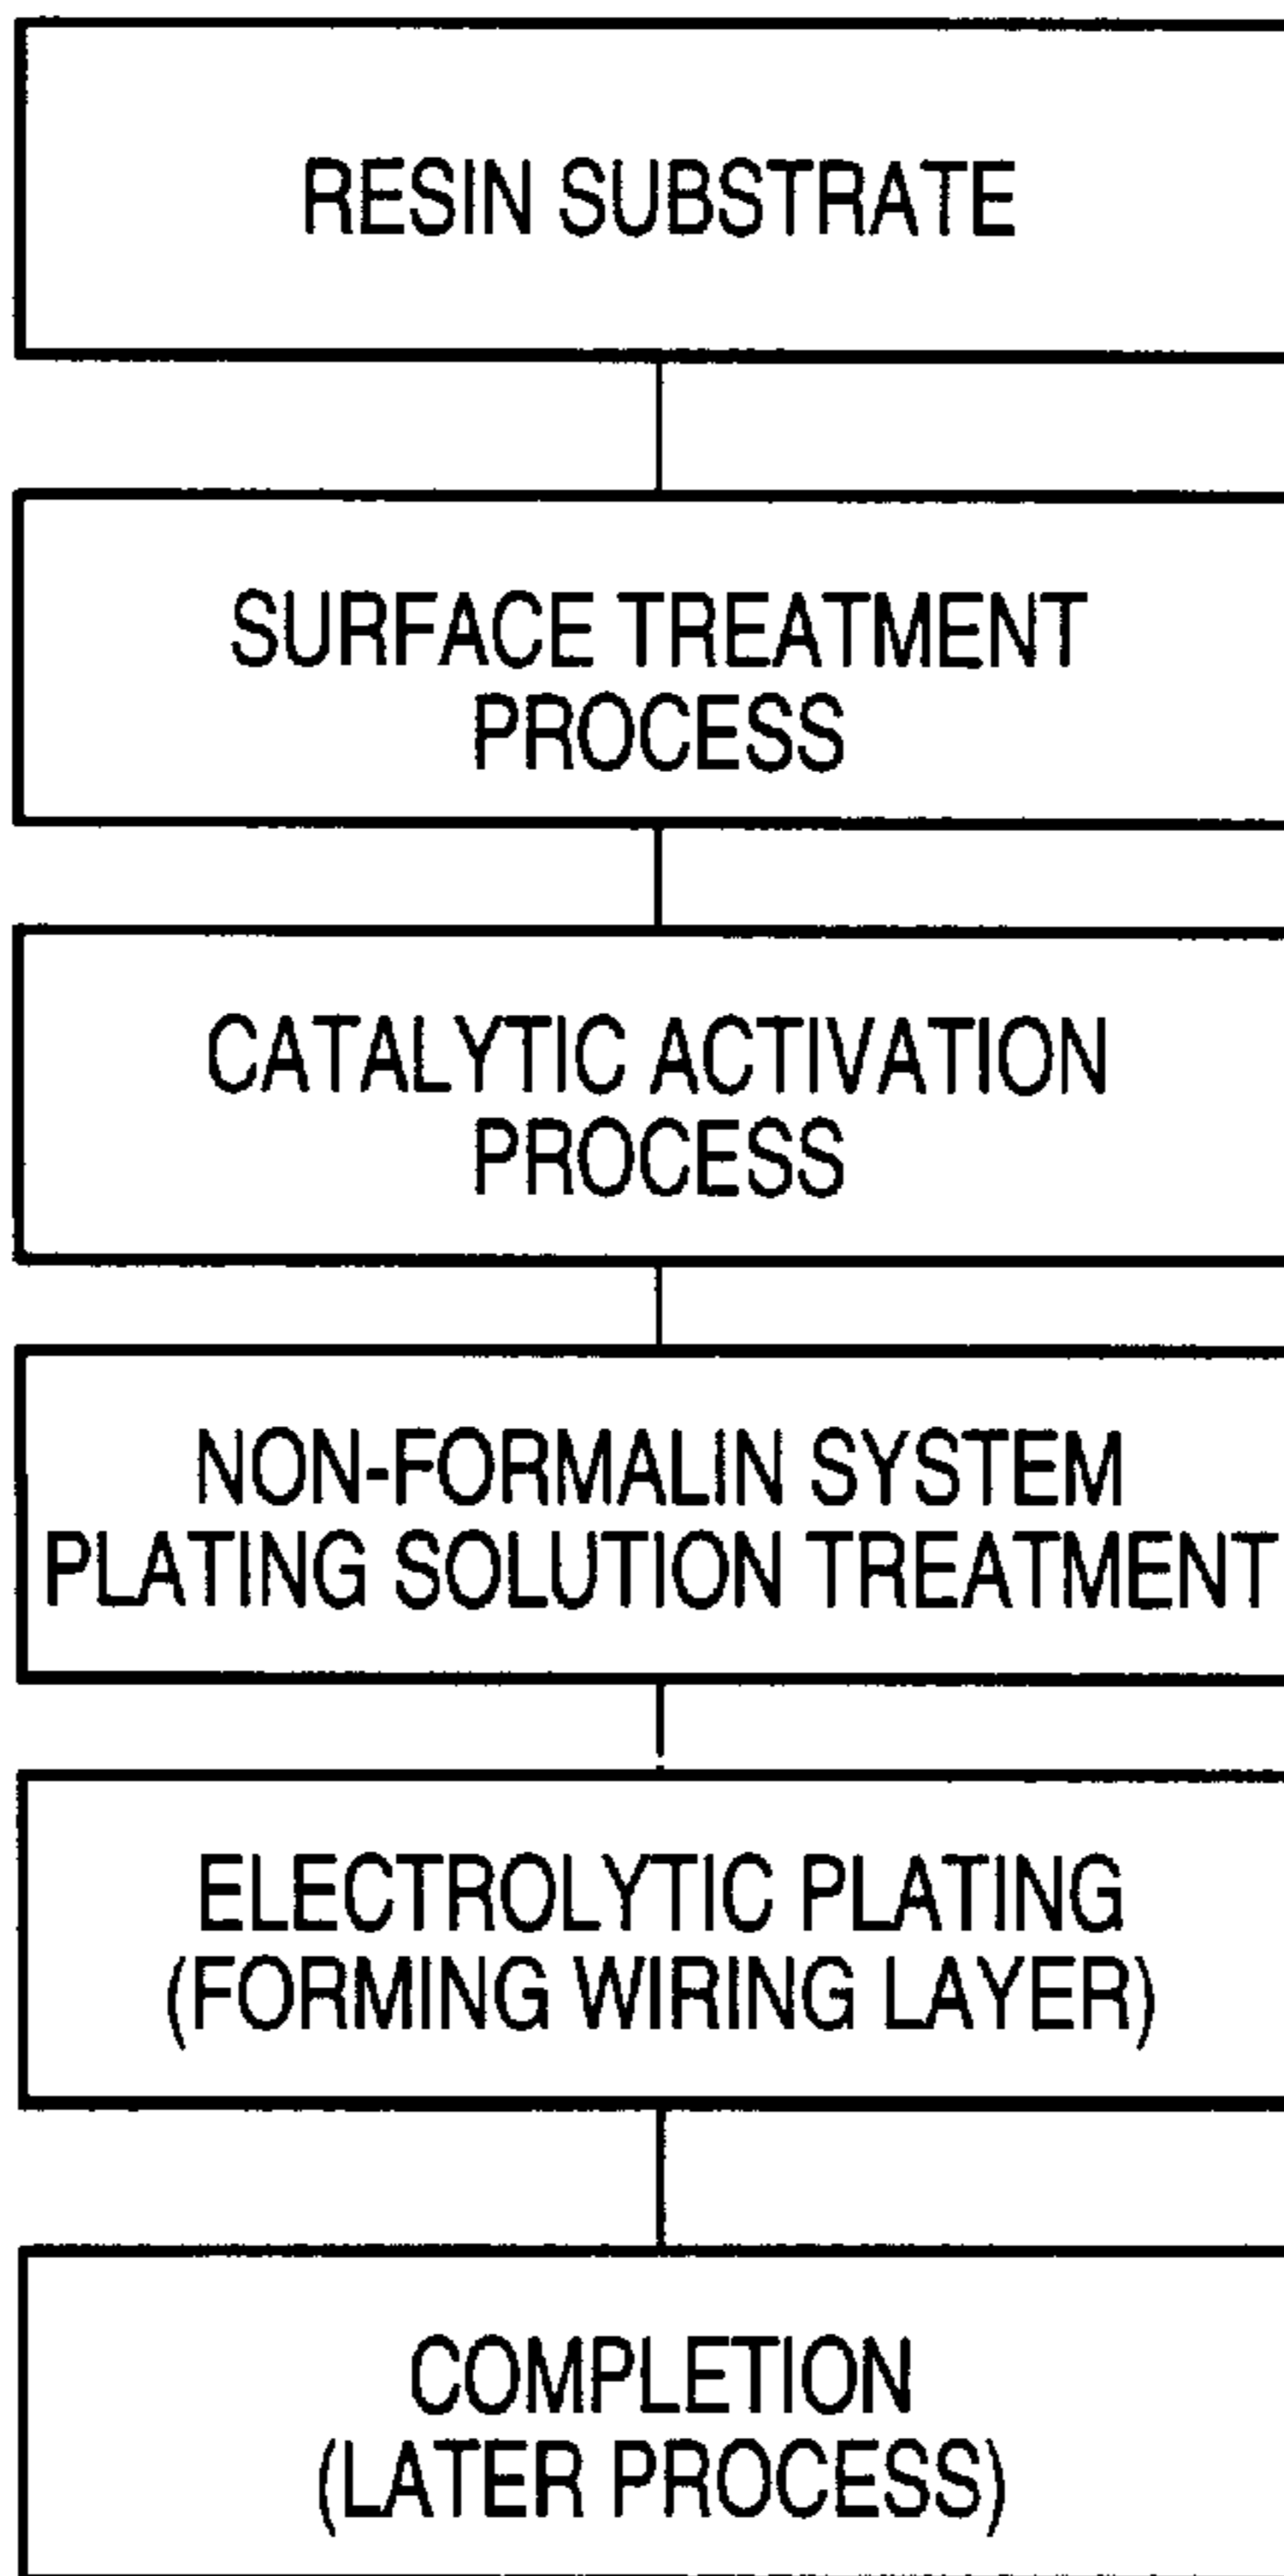 RESIN SUBSTRATE
SURFACE TREATMENT
PROCESS
CATALYTIC ACTIVATION
PROCESS
NON-FORMALIN SYSTEM
PLATING SOLUTION TREATMENT
ELECTROLYTIC PLATING
(FORMING WIRING LAYER)
COMPLETION
(LATER PROCESS)